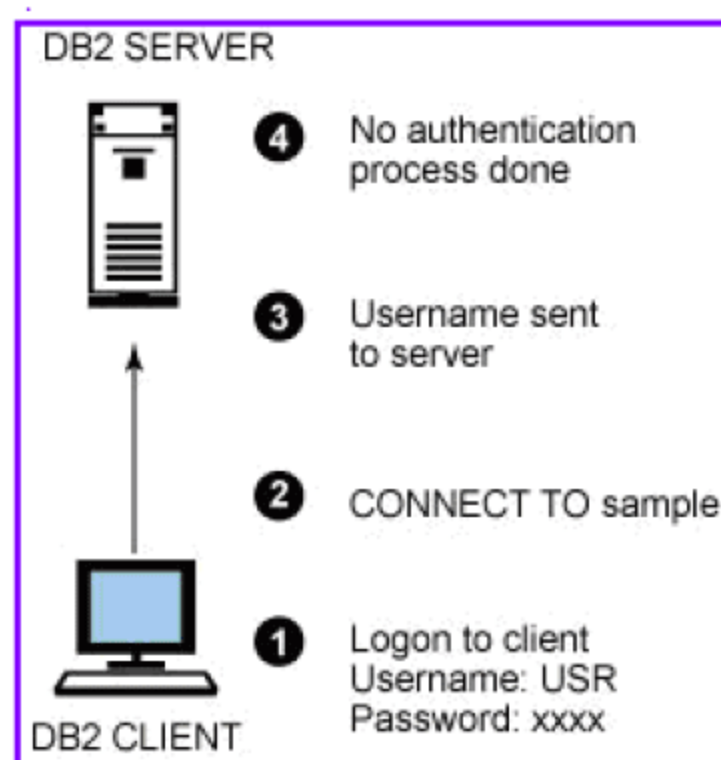 DB2 SERVER
4 No authentication
process done
3 Username sent
to server
2 CONNECT TO sample
1 Logon to client
Username: USR
Password: xxxx
DB2 CLIENT